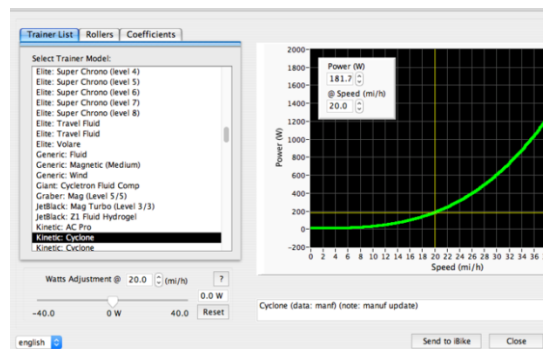 Trainer List Rollers Coefficients
Select Trainer Model:
Elite: Super Chrono (level 4)
Elite: Super Chrono (level 5)
Elite: Super Chrono (level 6)
Elite: Super Chrono (level 7)
Elite: Super Chrono (level 8)
Elite: Travel Fluid
Elite: Travel Fluid
Elite: Volare
Generic: Fluid
Generic: Magnetic (Medium)
Generic: Wind
Giant: Cycletron Fluid Comp
Graber: Mag (Level 5/5)
JetBlack: Mag Turbo (Level 3/3)
JetBlack: Z1 Fluid Hydrogel
Kinetic: AC Pro
Kinetic: Cyclone
Kinetic: Cyclone
Watts Adjustment @ 20.0 (mi/h) ?
0.0 W
-40.0 0 W 40.0 Reset
english
Power (W)
181.7
@ Speed (mi/h)
20.0
Power (W)
2000
1800
1600
1400
1200
1000
800
600
400
200
0
-200
0 2 4 6 8 10 12 14 16 18 20 22 24 26 28 30 32 34 36
Speed (mi/h)
Cyclone (data: manf) (note: manuf update)
Send to iBike Close